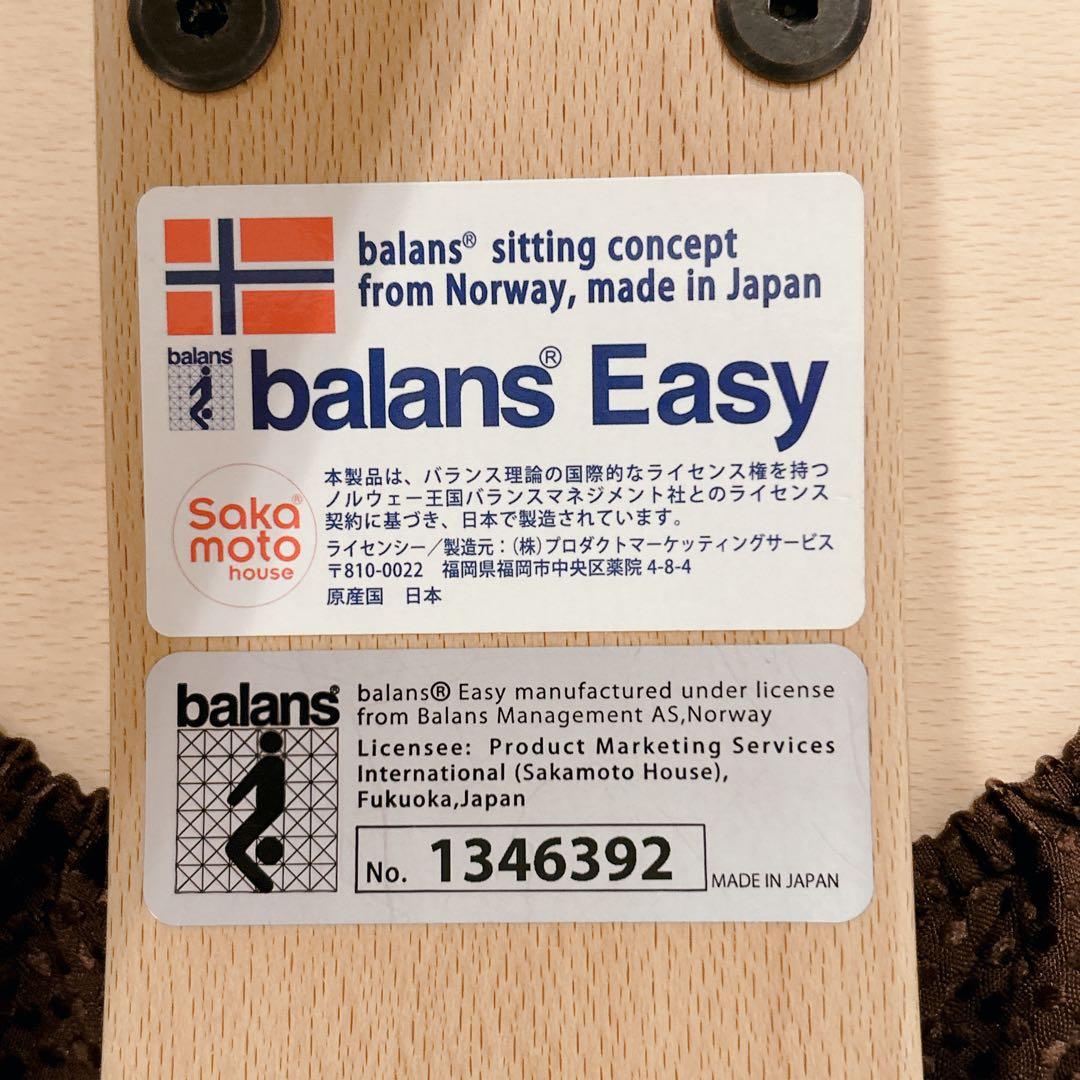 balans® sitting concept
from Norway, made in Japan
balans®
balans® Easy
Saka®
moto
house
本製品は、バランス理論の国際的なライセンス権を持つ
ノルウェー王国バランスマネジメント社とのライセンス
契約に基づき、日本で製造されています。
ライセンシー/製造元:(株)プロダクトマーケッティングサービス
〒810-0022 福岡県福岡市中央区薬院 4-8-4
原産国 日本
balans®
balans® Easy manufactured under license
from Balans Management AS,Norway
Licensee: Product Marketing Services
International (Sakamoto House),
Fukuoka,Japan
No. 1346392
MADE IN JAPAN